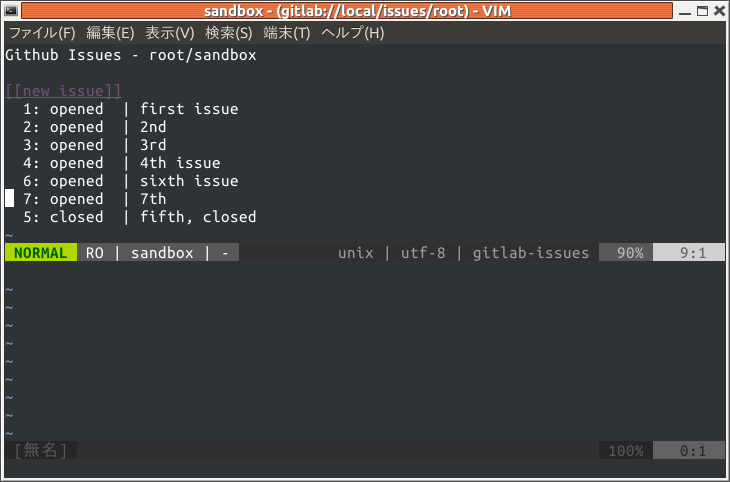 sandbox - (gitlab://local/issues/root) - VIM
ファイル(F) 編集(E) 表示(V) 検索(S) 端末(T) ヘルプ(H)
Github Issues - root/sandbox
[[new issue]]
1: opened | first issue
2: opened | 2nd
3: opened | 3rd
4: opened | 4th issue
6: opened | sixth issue
7: opened | 7th
5: closed | fifth, closed
~
NORMAL RO | sandbox | - unix | utf-8 | gitlab-issues 90% 9:1
~
~
~
~
~
~
~
~
~
[無名] 100% 0:1